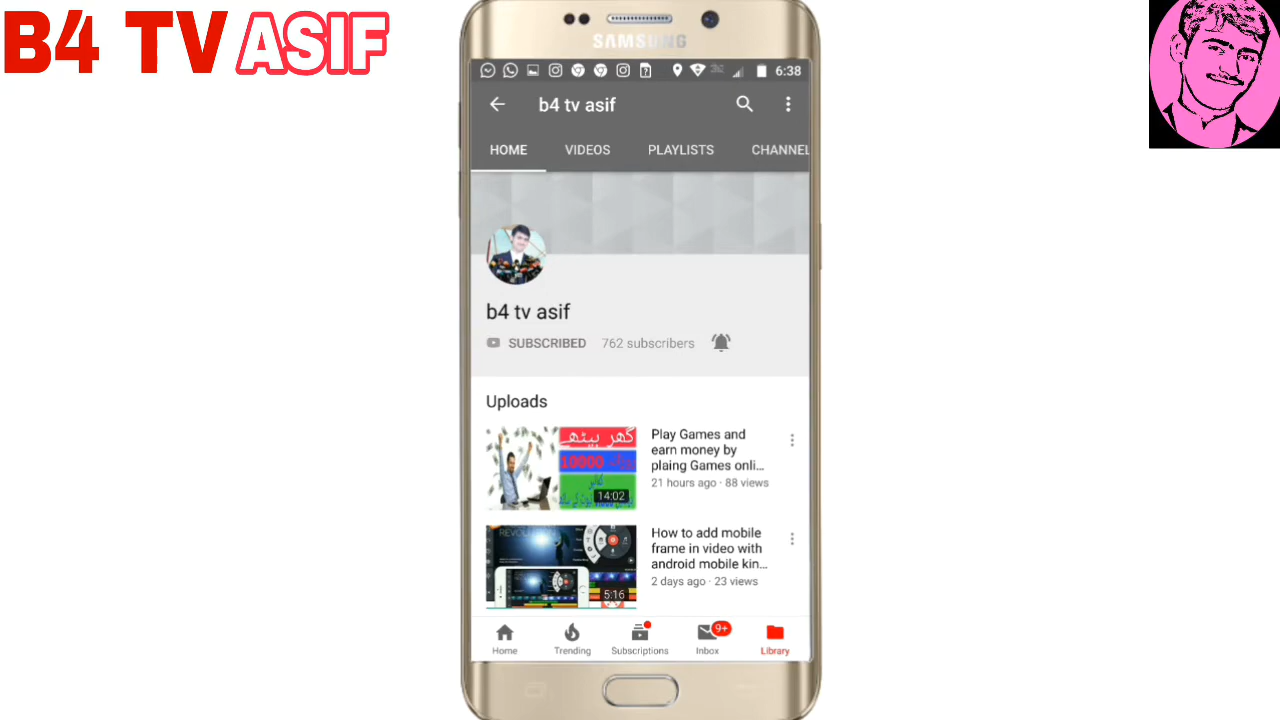 B4 TV ASIF
SAMSUNG
6:38
b4 tv asif
HOME VIDEOS PLAYLISTS CHANNEL
b4 tv asif
SUBSCRIBED 762 subscribers
Uploads
گھر بیٹھے
10000
14:02
Play Games and
earn money by
plaing Games onli...
21 hours ago · 88 views
REVOL
5:16
How to add mobile
frame in video with
android mobile kin...
2 days ago · 23 views
9+
Home Trending Subscriptions Inbox Library